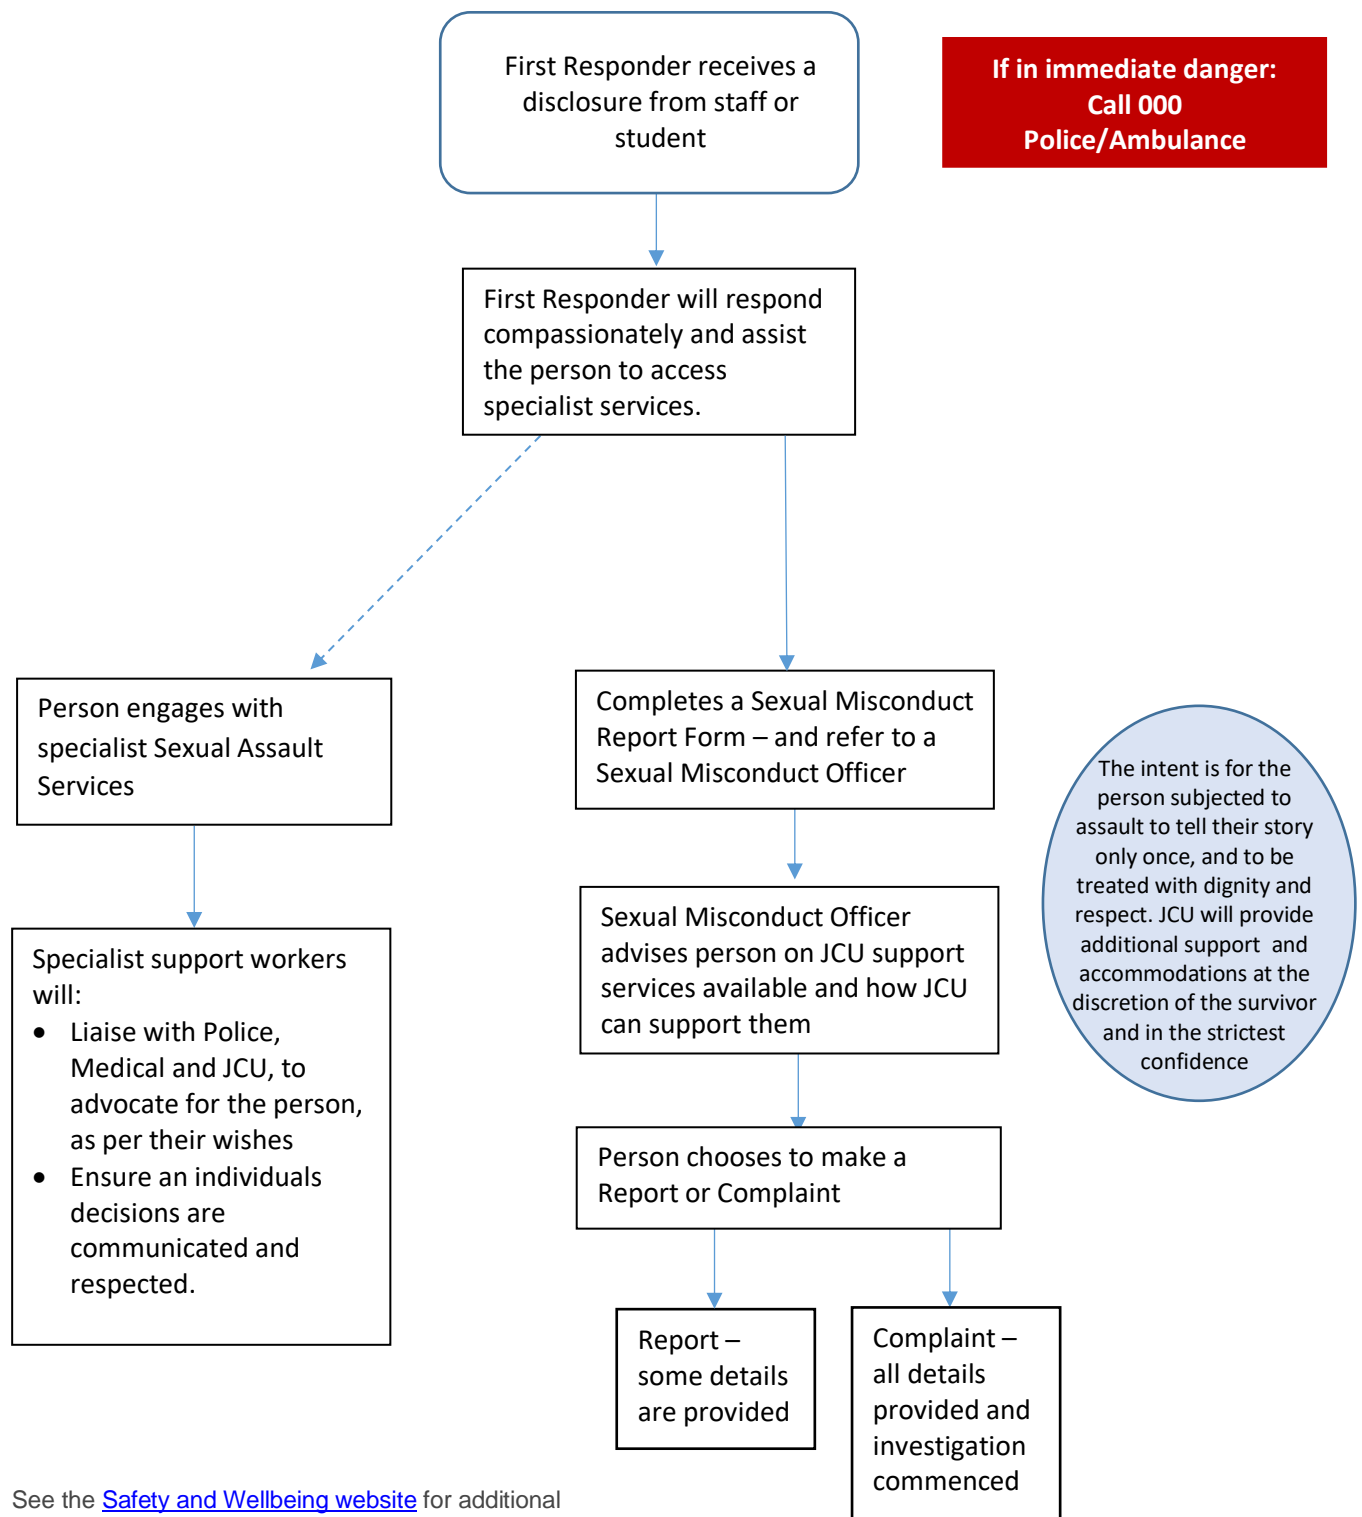 First Responder receives a
disclosure from staff or
student
If in immediate danger:
Call 000
Police/Ambulance
First Responder will respond
compassionately and assist
the person to access
specialist services.
Person engages with
specialist Sexual Assault
Services
Completes a Sexual Misconduct
Report Form – and refer to a
Sexual Misconduct Officer
The intent is for the
person subjected to
assault to tell their story
only once, and to be
treated with dignity and
respect. JCU will provide
additional support  and
accommodations at the
discretion of the survivor
and in the strictest
confidence
Sexual Misconduct Officer
advises person on JCU support
services available and how JCU
can support them
Specialist support workers
will:
• Liaise with Police,
Medical and JCU, to
advocate for the person,
as per their wishes
• Ensure an individuals
decisions are
communicated and
respected.
Person chooses to make a
Report or Complaint
Report –
some details
are provided
Complaint –
all details
provided and
investigation
commenced
See the Safety and Wellbeing website for additional